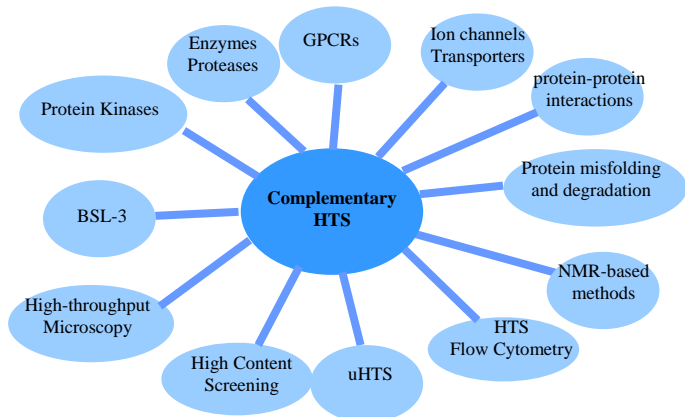 GPCRs
Ion channels
Transporters
Enzymes
Proteases
protein-protein
interactions
Protein Kinases
Protein misfolding
and degradation
Complementary
HTS
BSL-3
NMR-based
methods
High-throughput
Microscopy
HTS
Flow Cytometry
High Content
Screening
uHTS